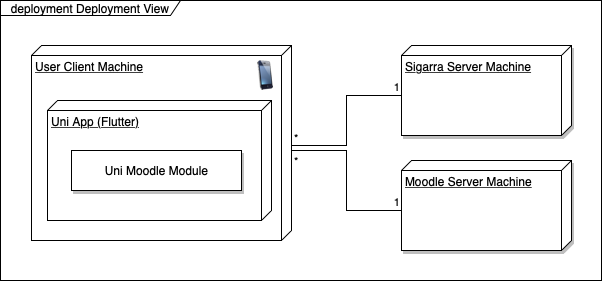 deployment Deployment View
User Client Machine
Uni App (Flutter)
Uni Moodle Module
*
*
1
Sigarra Server Machine
1
Moodle Server Machine